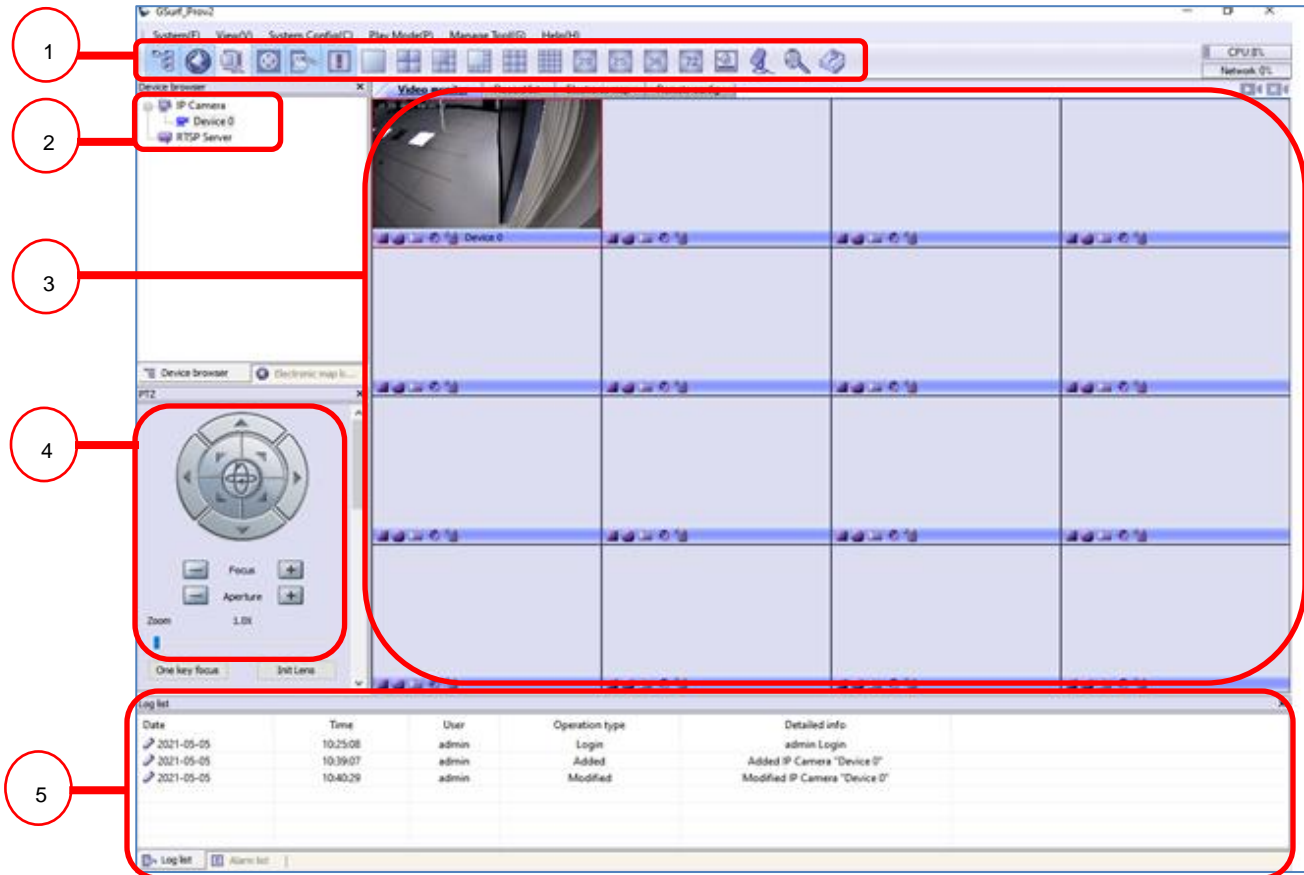 GSurf_Prov2
System(F) View(V) System Config(C) Play Mode(P) Manage Tool(G) Help(H)
1
CPU:8%
Network 0%
Device browser
Video monitor
IP Camera
Device 0
RTSP Server
2
Device 0
3
Device browser
Electronic map
PTZ
4
Focus
Aperture
Zoom 1.0X
One key focus Init Lens
Log list
Date Time User Operation type Detailed info
2021-05-05 10:25:08 admin Login admin Login
2021-05-05 10:39:07 admin Added Added IP Camera "Device 0"
2021-05-05 10:40:29 admin Modified Modified IP Camera "Device 0"
5
Log list Alarm list